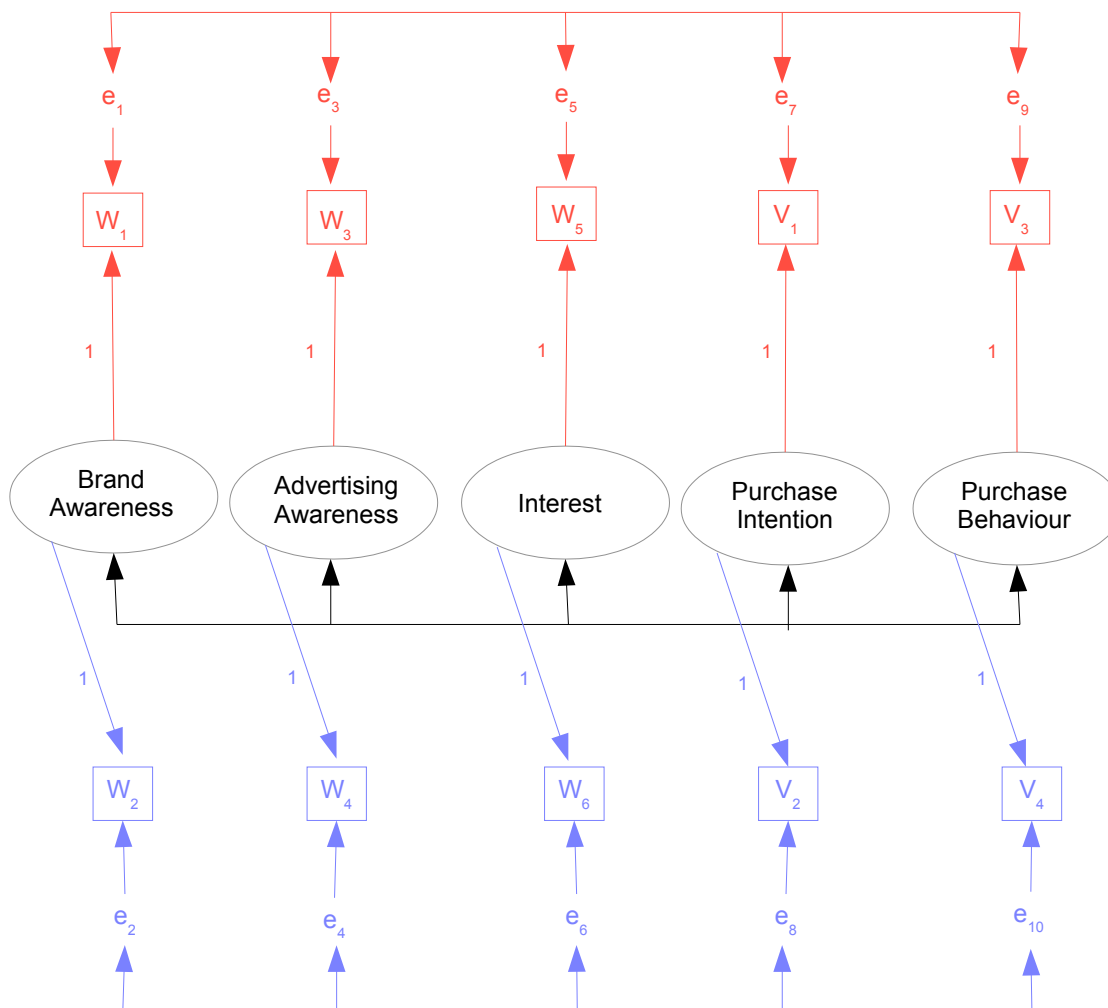 e₁ e₃ e₅ e₇ e₉
W₁ W₃ W₅ V₁ V₃
1 1 1 1 1
Brand
Awareness
Advertising
Awareness
Interest
Purchase
Intention
Purchase
Behaviour
1 1 1 1 1
W₂ W₄ W₆ V₂ V₄
e₂ e₄ e₆ e₈ e₁₀